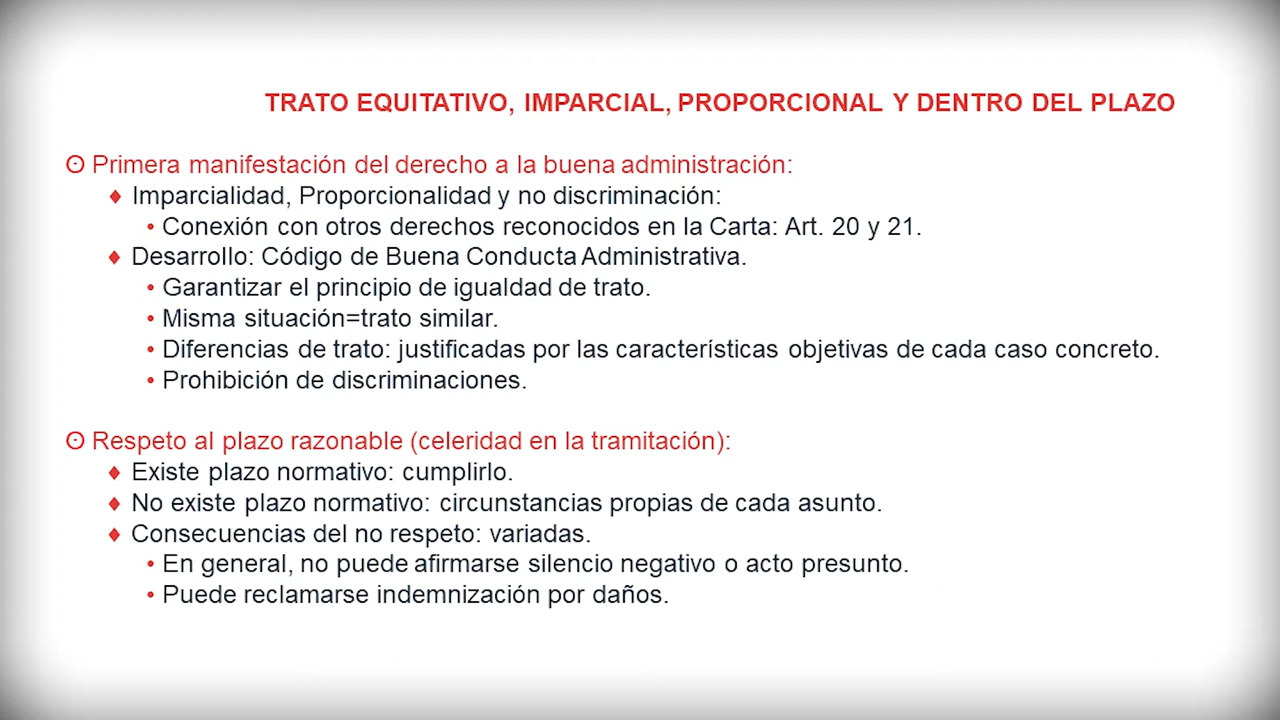 TRATO EQUITATIVO, IMPARCIAL, PROPORCIONAL Y DENTRO DEL PLAZO
⊙ Primera manifestación del derecho a la buena administración:
♦ Imparcialidad, Proporcionalidad y no discriminación:
• Conexión con otros derechos reconocidos en la Carta: Art. 20 y 21.
♦ Desarrollo: Código de Buena Conducta Administrativa.
• Garantizar el principio de igualdad de trato.
• Misma situación=trato similar.
• Diferencias de trato: justificadas por las características objetivas de cada caso concreto.
• Prohibición de discriminaciones.
⊙ Respeto al plazo razonable (celeridad en la tramitación):
♦ Existe plazo normativo: cumplirlo.
♦ No existe plazo normativo: circunstancias propias de cada asunto.
♦ Consecuencias del no respeto: variadas.
• En general, no puede afirmarse silencio negativo o acto presunto.
• Puede reclamarse indemnización por daños.